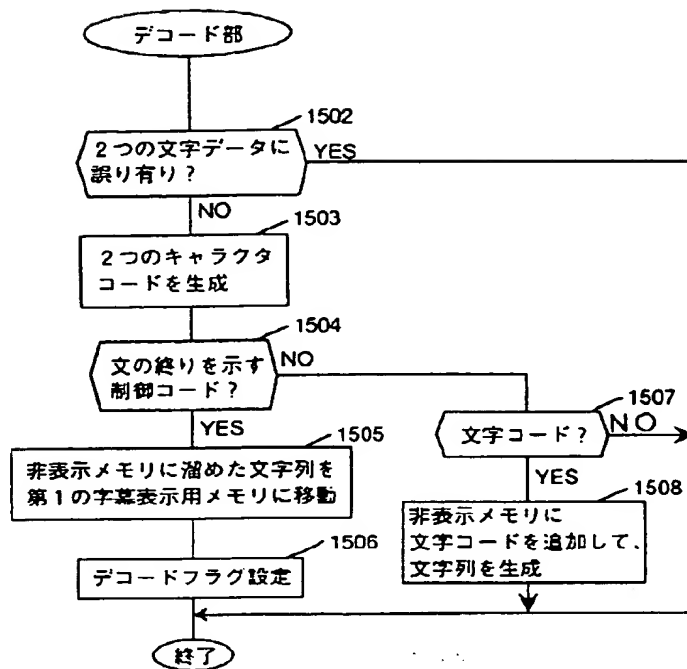 デコード部
1502
2つの文字データに
誤り有り?
YES
NO
1503
2つのキャラクタ
コードを生成
1504
文の終りを示す
制御コード?
NO
YES
1507
文字コード?
NO
YES
1505
非表示メモリに溜めた文字列を
第1の字幕表示用メモリに移動
1508
非表示メモリに
文字コードを追加して、
文字列を生成
1506
デコードフラグ設定
終了